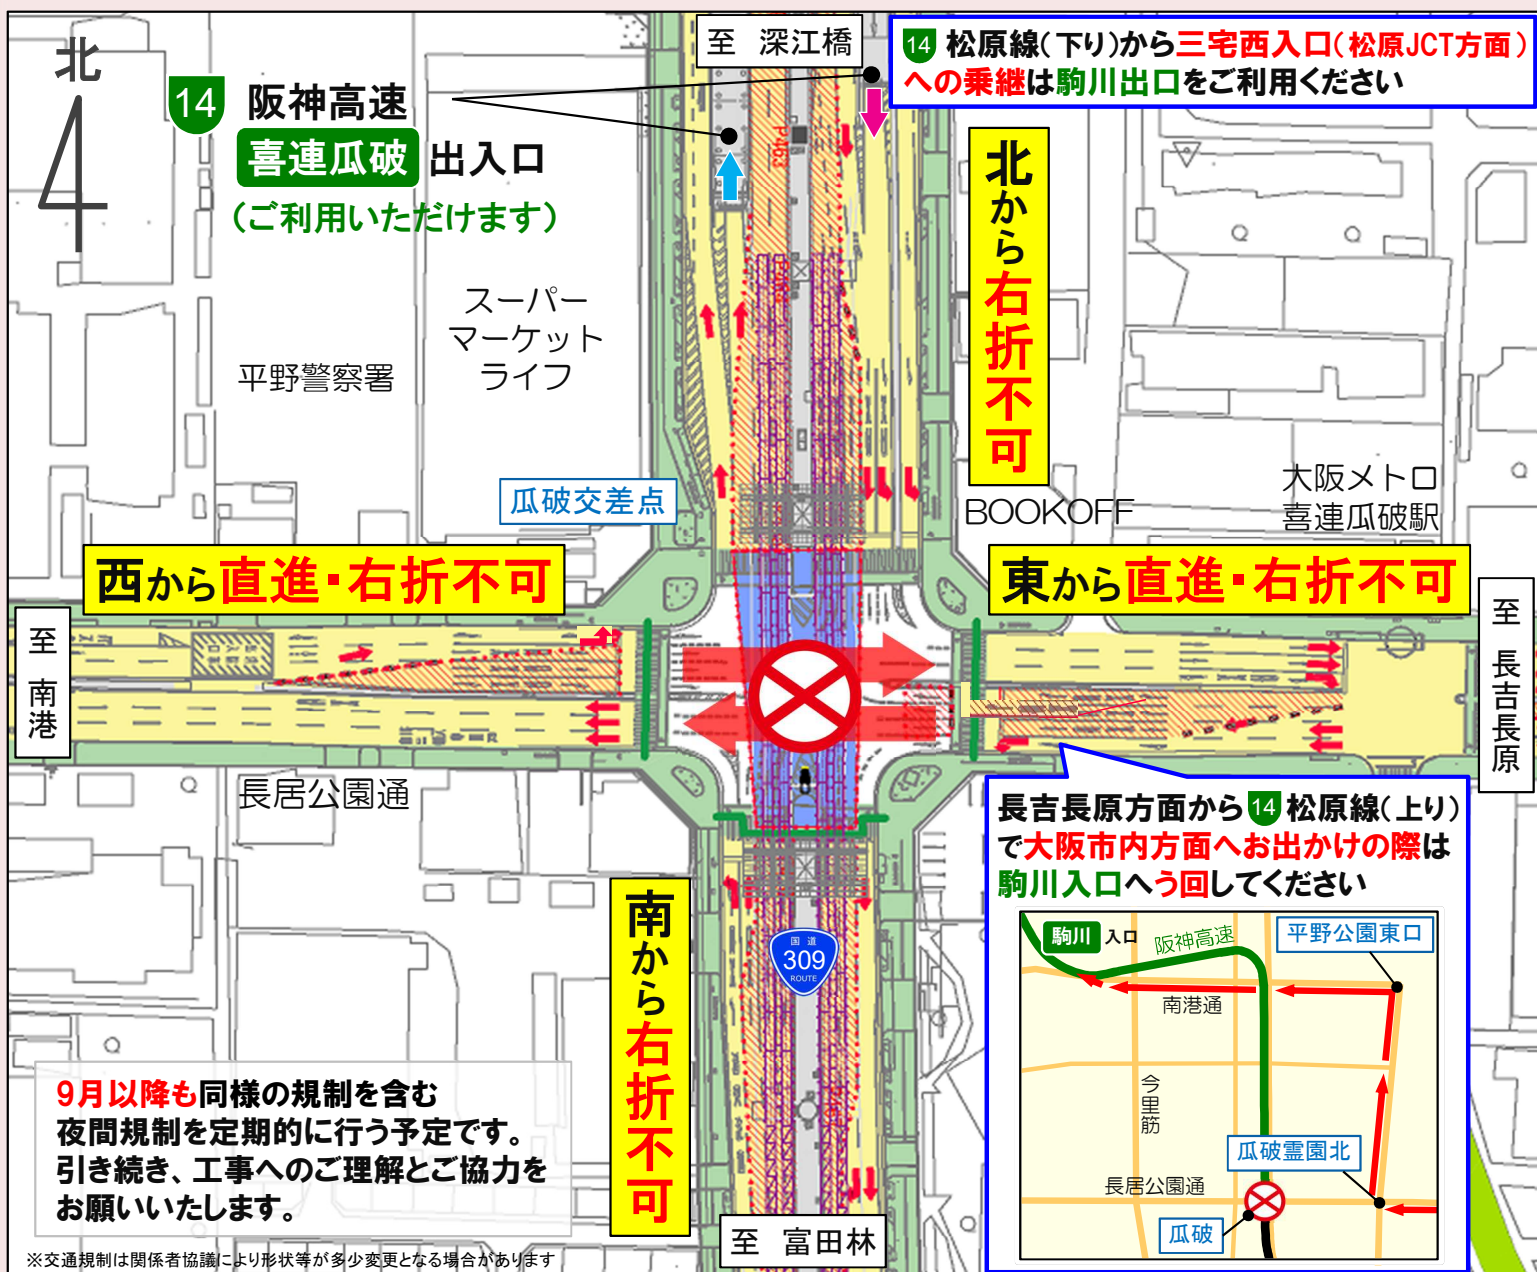 北
14 阪神高速
喜連瓜破 出入口
(ご利用いただけます)
至 深江橋
14 松原線(下り)から三宅西入口(松原JCT方面)
への乗継は駒川出口をご利用ください
北から右折不可
スーパー
マーケット
ライフ
平野警察署
瓜破交差点
BOOKOFF
大阪メトロ
喜連瓜破駅
西から直進・右折不可
東から直進・右折不可
至 南港
至 長吉長原
長居公園通
南から右折不可
国道
309
ROUTE
長吉長原方面から 14 松原線(上り)
で大阪市内方面へお出かけの際は
駒川入口へう回してください
駒川 入口
阪神高速
平野公園東口
南港通
今里筋
瓜破霊園北
長居公園通
瓜破
9月以降も同様の規制を含む
夜間規制を定期的に行う予定です。
引き続き、工事へのご理解とご協力を
お願いいたします。
至 富田林
※交通規制は関係者協議により形状等が多少変更となる場合があります